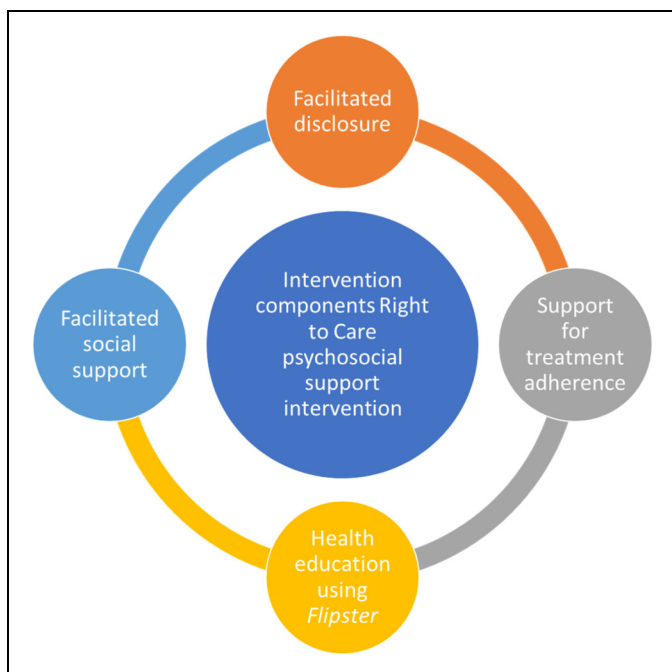 Facilitated
disclosure
Intervention
components Right
to Care
psychosocial
support
intervention
Facilitated
social
support
Support
for
treatment
adherence
Health
education
using
Flipster